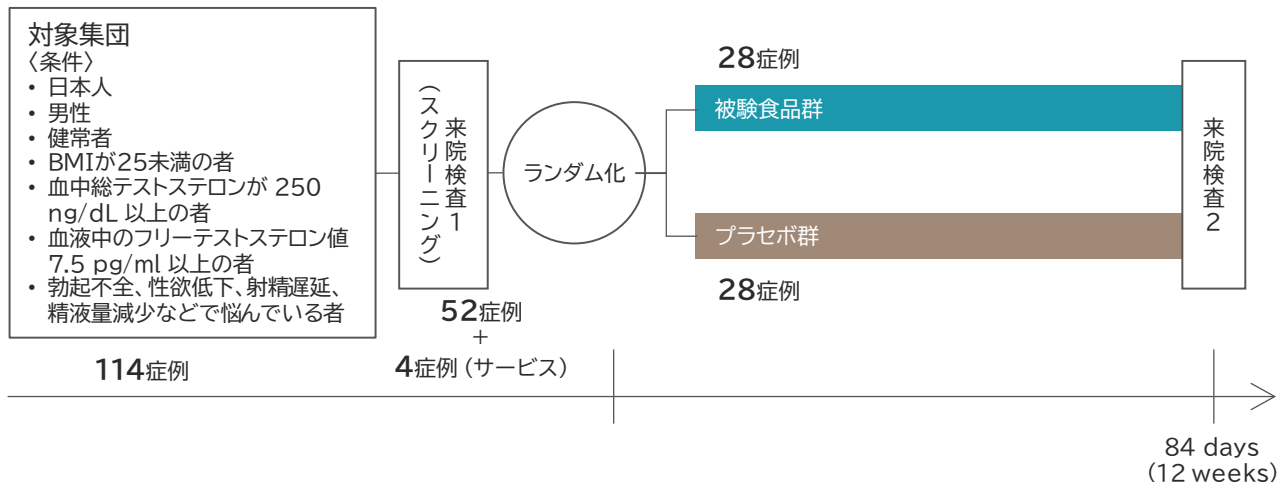 対象集団
〈条件〉
• 日本人
• 男性
• 健常者
• BMIが25未満の者
• 血中総テストステロンが 250
ng/dL 以上の者
• 血液中のフリーテストステロン値
7.5 pg/ml 以上の者
• 勃起不全、性欲低下、射精遅延、
精液量減少などで悩んでいる者
114症例
来院検査1
(スクリーニング)
52症例
+
4症例 (サービス)
ランダム化
28症例
被験食品群
プラセボ群
28症例
来院検査2
84 days
(12 weeks)